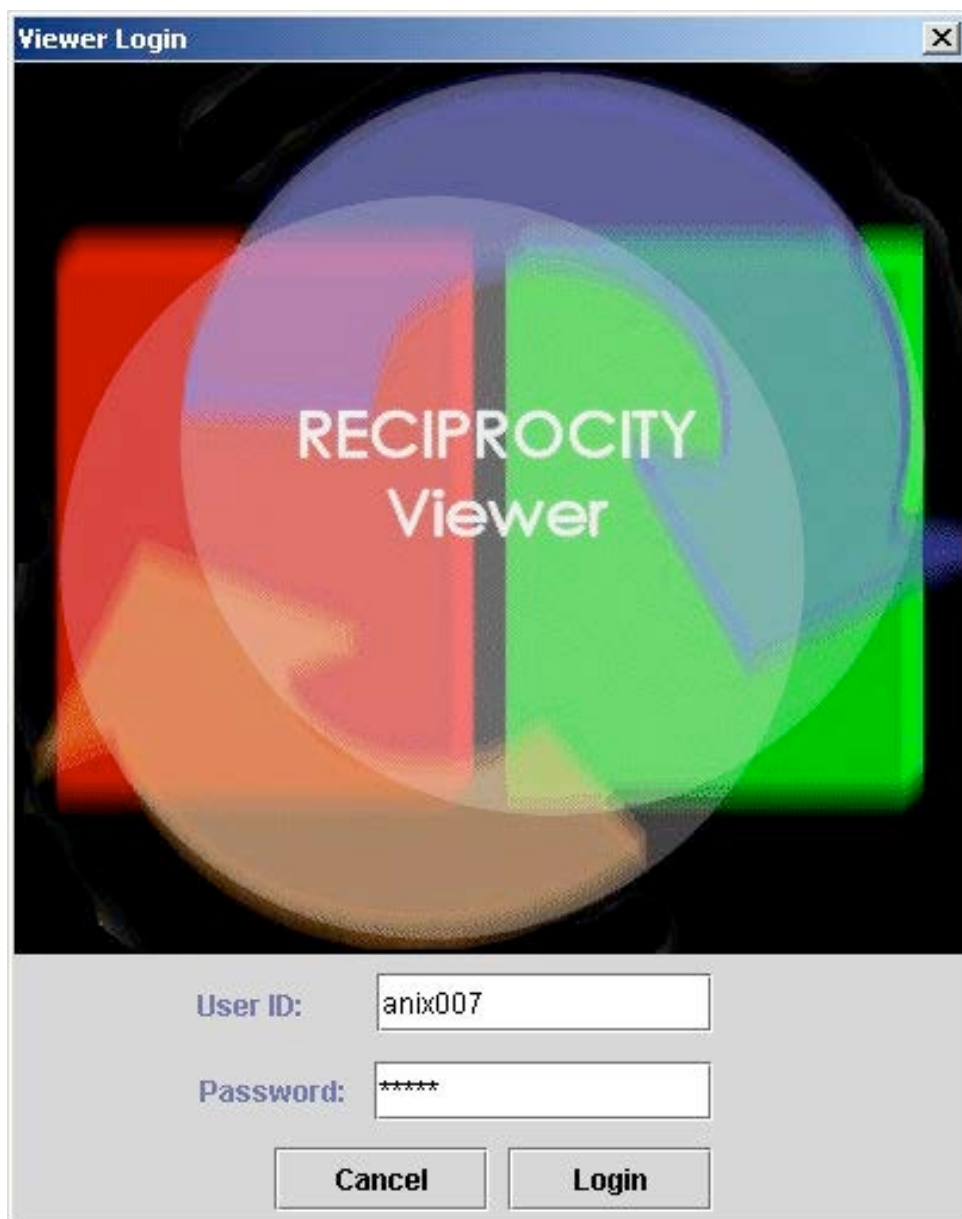 Viewer Login
RECIPROCITY
Viewer
User ID: anix007
Password: *****
Cancel Login